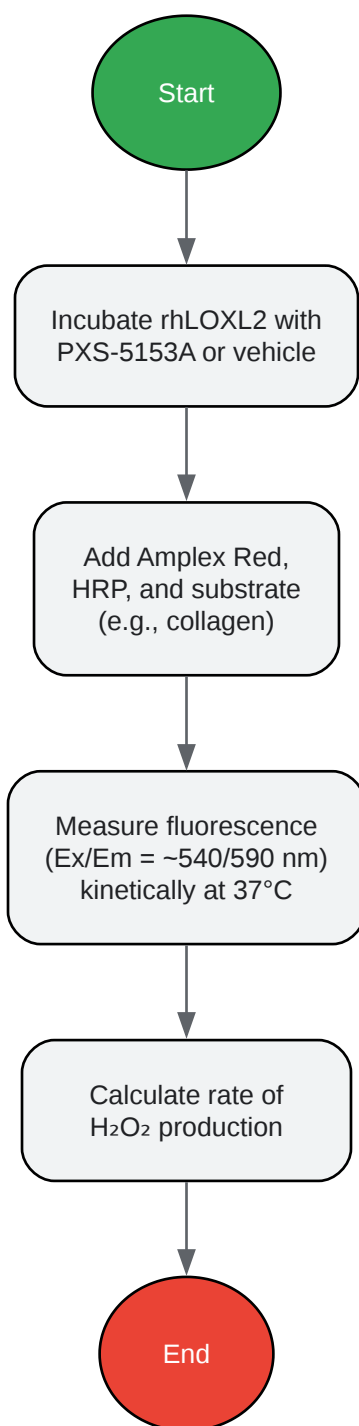 Start
Incubate rhLOXL2 with
PXS-5153A or vehicle
Add Amplex Red,
HRP, and substrate
(e.g., collagen)
Measure fluorescence
(Ex/Em = ~540/590 nm)
kinetically at 37°C
Calculate rate of
H₂O₂ production
End